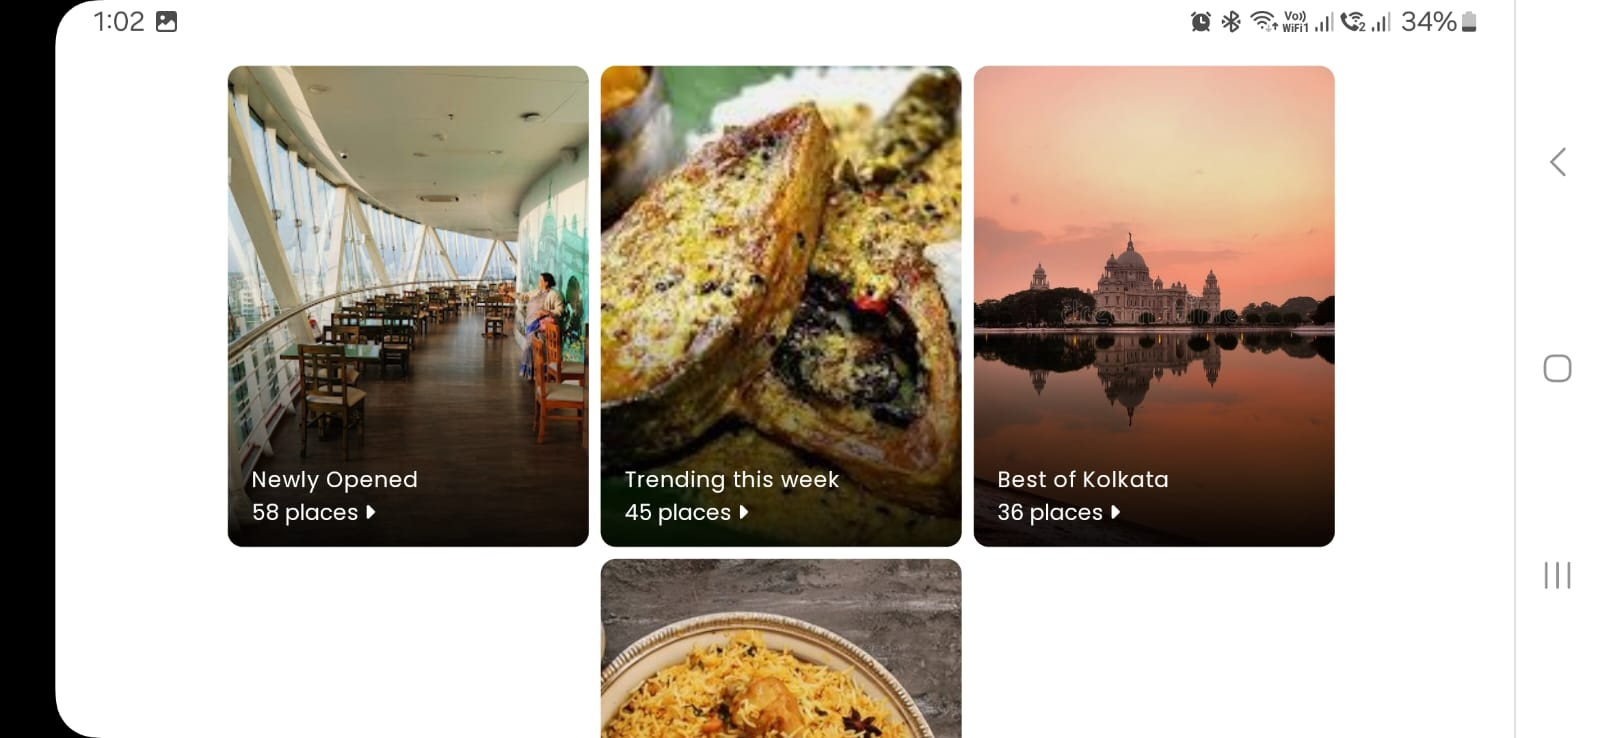 1:02
Vo))
WiFi1
2
34%
Newly Opened
58 places
Trending this week
45 places
Best of Kolkata
36 places